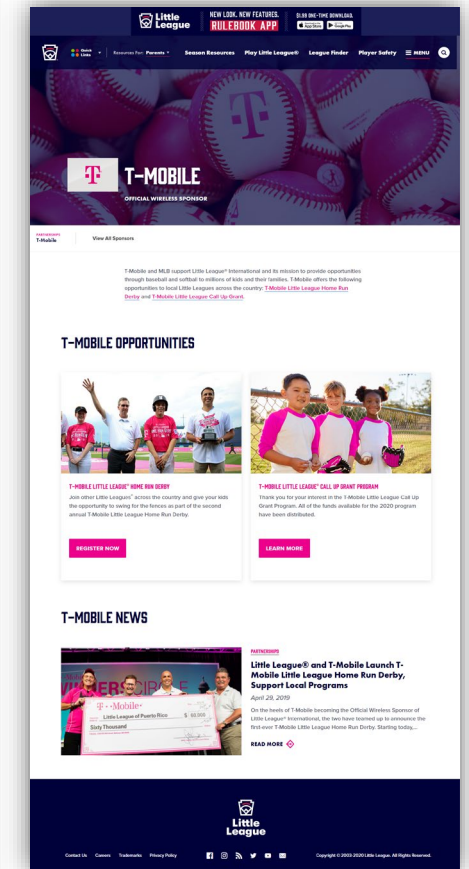 Little League
NEW LOOK. NEW FEATURES.
RULEBOOK APP
$1.99 ONE-TIME DOWNLOAD.
App Store Google Play
Quick Links
Resources For: Parents
Season Resources Play Little League® League Finder Player Safety MENU
T-MOBILE
OFFICIAL WIRELESS SPONSOR
PARTNERSHIPS
T-Mobile
View All Sponsors
T-Mobile and MLB support Little League® International and its mission to provide opportunities
through baseball and softball to millions of kids and their families. T-Mobile offers the following
opportunities to local Little Leagues across the country: T-Mobile Little League Home Run
Derby and T-Mobile Little League Call Up Grant.
T-MOBILE OPPORTUNITIES
T-MOBILE LITTLE LEAGUE® HOME RUN DERBY
Join other Little Leagues® across the country and give your kids
the opportunity to swing for the fences as part of the second
annual T-Mobile Little League Home Run Derby.
REGISTER NOW
T-MOBILE LITTLE LEAGUE® CALL UP GRANT PROGRAM
Thank you for your interest in the T-Mobile Little League Call Up
Grant Program. All of the funds available for the 2020 program
have been distributed.
LEARN MORE
T-MOBILE NEWS
T-Mobile
Little League of Puerto Rico $ 60,000
Sixty Thousand
PARTNERSHIPS
Little League® and T-Mobile Launch T-
Mobile Little League Home Run Derby,
Support Local Programs
April 29, 2019
On the heels of T-Mobile becoming the Official Wireless Sponsor of
Little League® International, the two have teamed up to announce the
first-ever T-Mobile Little League Home Run Derby. Starting today,...
READ MORE
Little League
Contact Us Careers Trademarks Privacy Policy
Copyright © 2003-2020 Little League. All Rights Reserved.